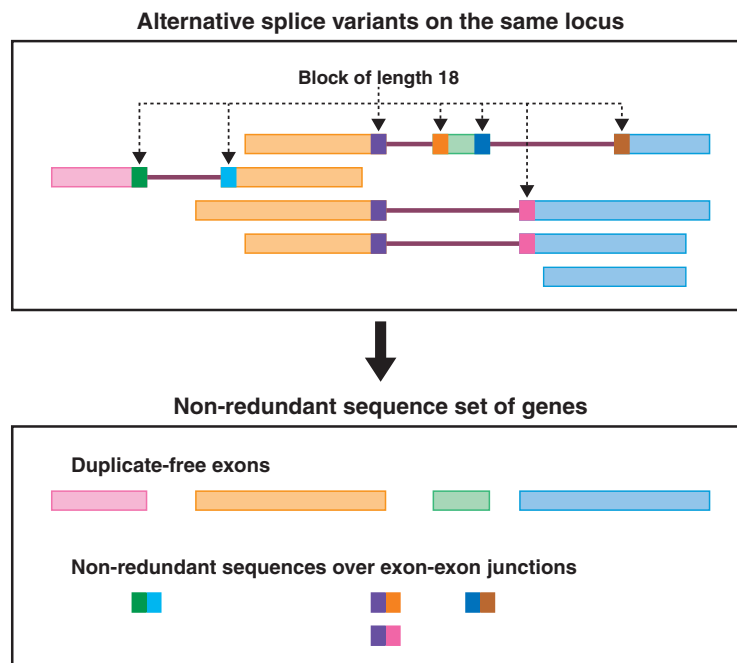 Alternative splice variants on the same locus
Block of length 18
Non-redundant sequence set of genes
Duplicate-free exons
Non-redundant sequences over exon-exon junctions